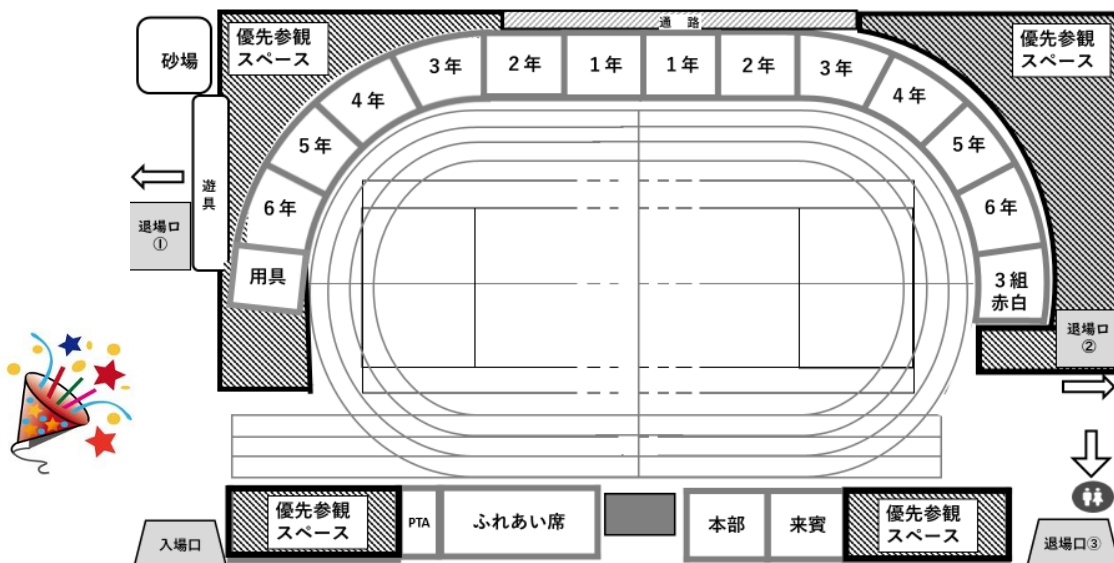 通 路
優先参観
スペース
優先参観
スペース
砂場
3年
2年
1年
1年
2年
3年
4年
4年
5年
5年
6年
6年
遊具
退場口
①
用具
3組
赤白
退場口
②
優先参観
スペース
PTA
ふれあい席
本部
来賓
優先参観
スペース
入場口
退場口③